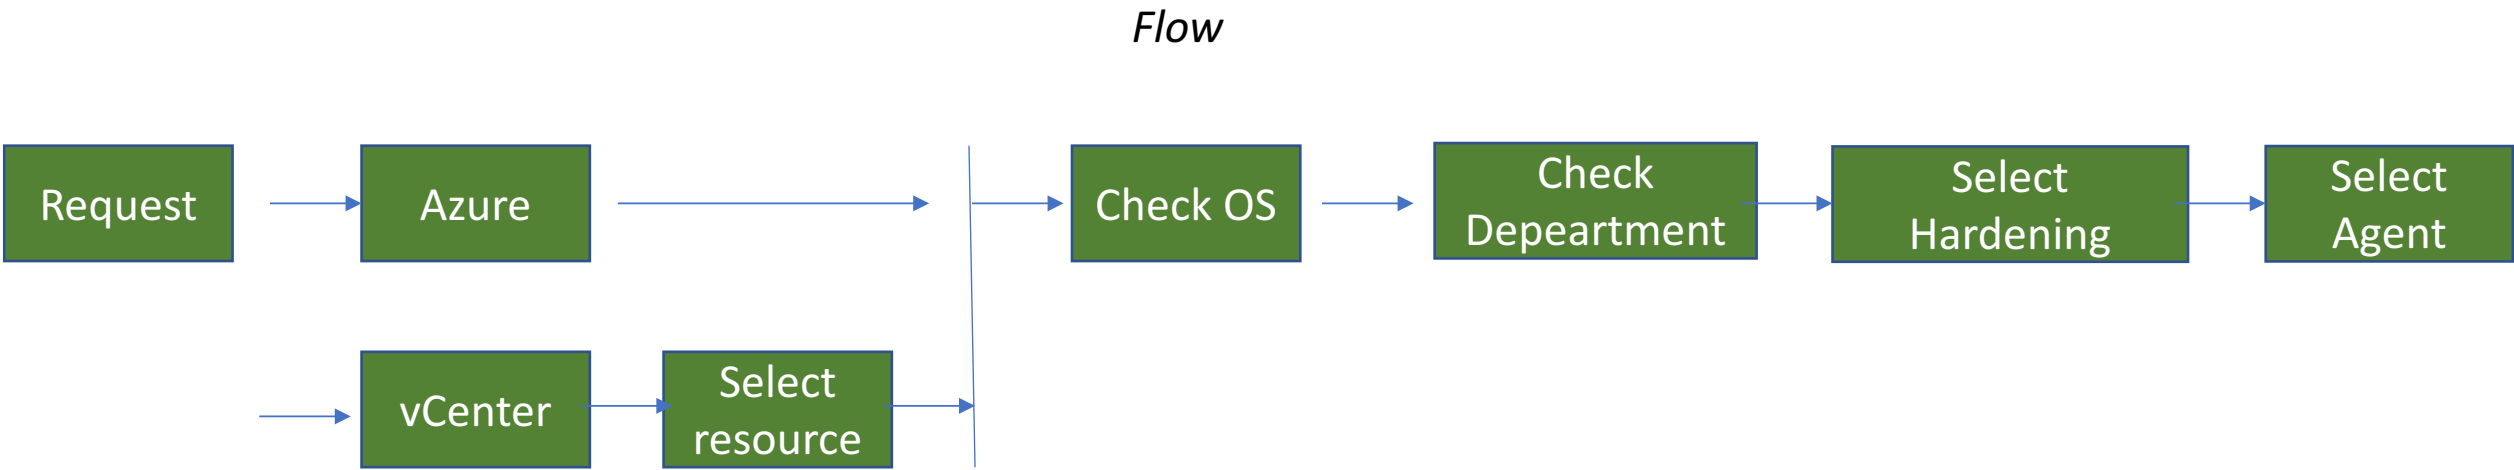 Flow
Request
Azure
Check OS
Check
Depeartment
Select
Hardening
Select
Agent
vCenter
Select
resource